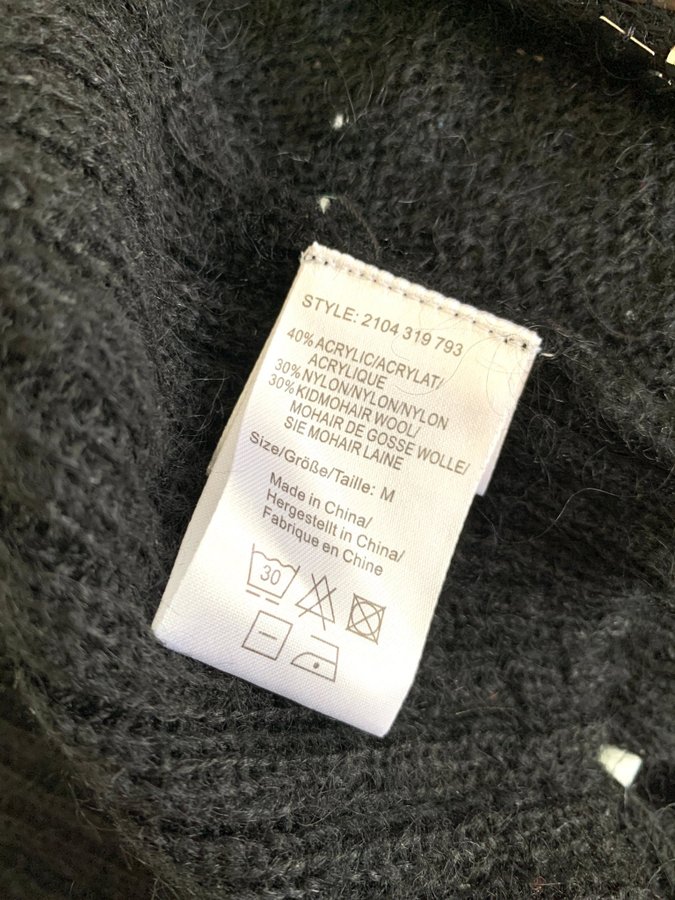 STYLE: 2104 319 793
40% ACRYLIC/ACRYLAT/
ACRYLIQUE
30% NYLON/NYLON/NYLON
30% KIDMOHAIR WOOL/
MOHAIR DE GOSSE WOLLE/
SIE MOHAIR LAINE
Size/Größe/Taille: M
Made in China/
Hergestellt in China/
Fabrique en Chine
30